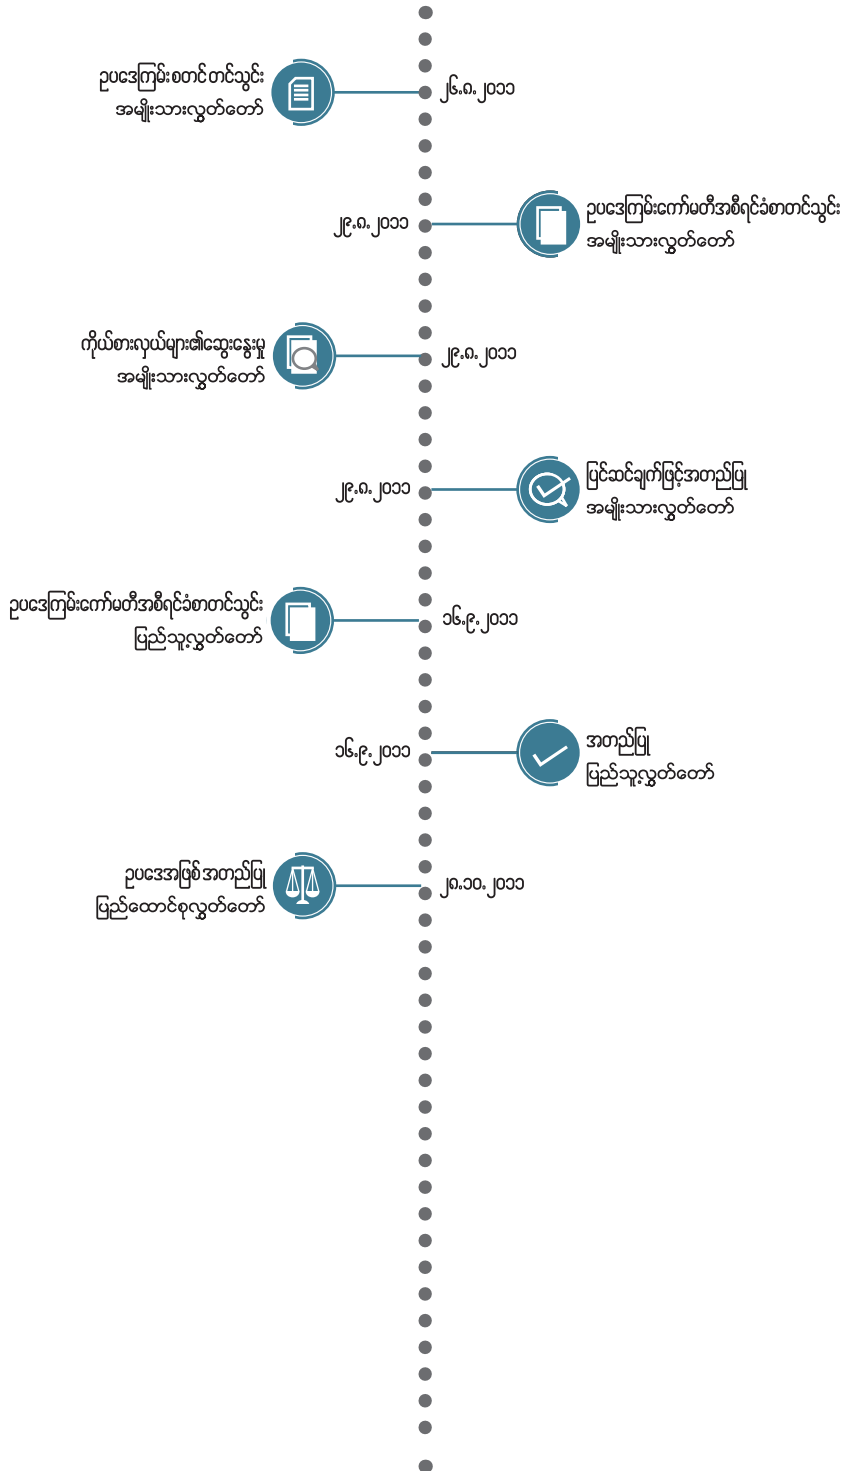 ဥပဒေကြမ်းစတင်တင်သွင်း
အမျိုးသားလွှတ်တော်
၂၆.၈.၂၀၁၁
၂၉.၈.၂၀၁၁
ဥပဒေကြမ်းကော်မတီအစီရင်ခံစာတင်သွင်း
အမျိုးသားလွှတ်တော်
ကိုယ်စားလှယ်များ၏ဆွေးနွေးမှု
အမျိုးသားလွှတ်တော်
၂၉.၈.၂၀၁၁
၂၉.၈.၂၀၁၁
ပြင်ဆင်ချက်ဖြင့်အတည်ပြု
အမျိုးသားလွှတ်တော်
ဥပဒေကြမ်းကော်မတီအစီရင်ခံစာတင်သွင်း
ပြည်သူ့လွှတ်တော်
၁၆.၉.၂၀၁၁
၁၆.၉.၂၀၁၁
အတည်ပြု
ပြည်သူ့လွှတ်တော်
ဥပဒေအဖြစ်အတည်ပြု
ပြည်ထောင်စုလွှတ်တော်
၂၈.၁၀.၂၀၁၁